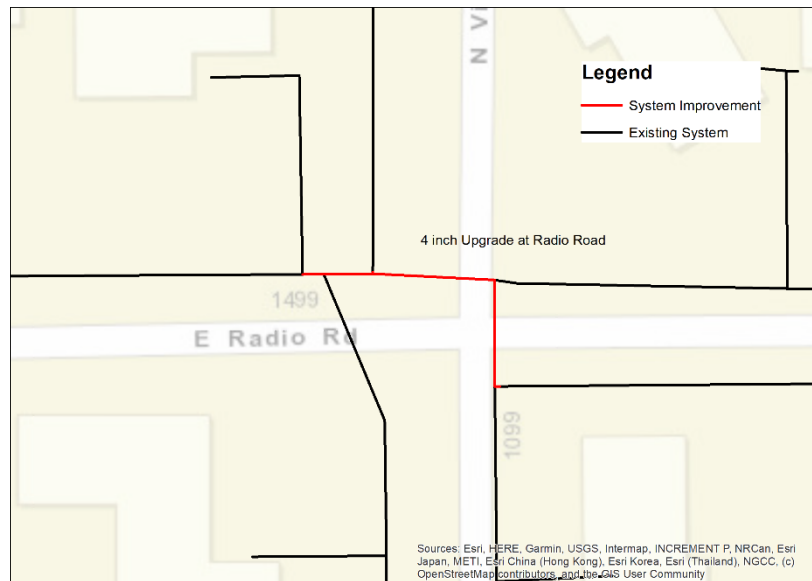 N Vi
Legend
System Improvement
Existing System
4 inch Upgrade at Radio Road
1499
E Radio Rd
1099
Sources: Esri, HERE, Garmin, USGS, Intermap, INCREMENT P, NRCan, Esri
Japan, METI, Esri China (Hong Kong), Esri Korea, Esri (Thailand), NGCC, (c)
OpenStreetMap contributors, and the GIS User Community